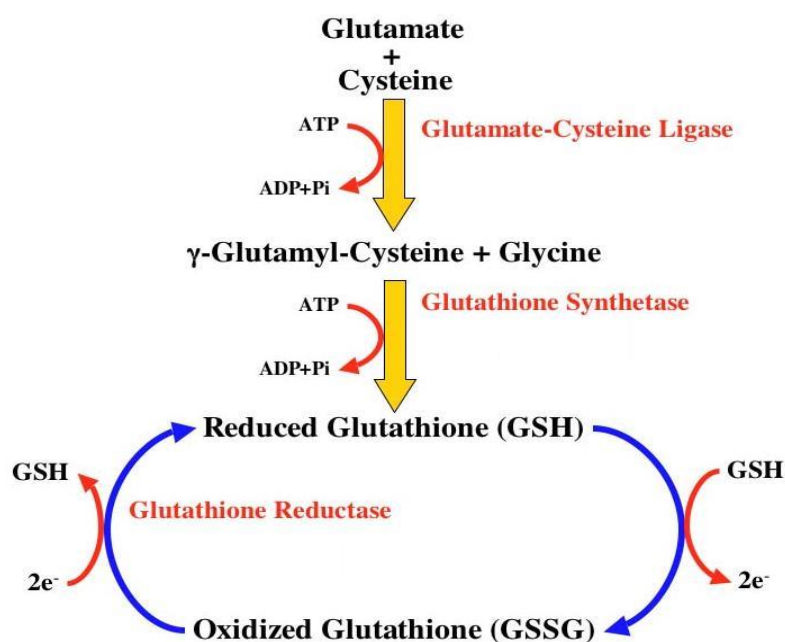 Glutamate
+
Cysteine
ATP
Glutamate-Cysteine Ligase
ADP+Pi
γ-Glutamyl-Cysteine + Glycine
ATP
Glutathione Synthetase
ADP+Pi
Reduced Glutathione (GSH)
GSH
GSH
Glutathione Reductase
2e-
2e-
Oxidized Glutathione (GSSG)